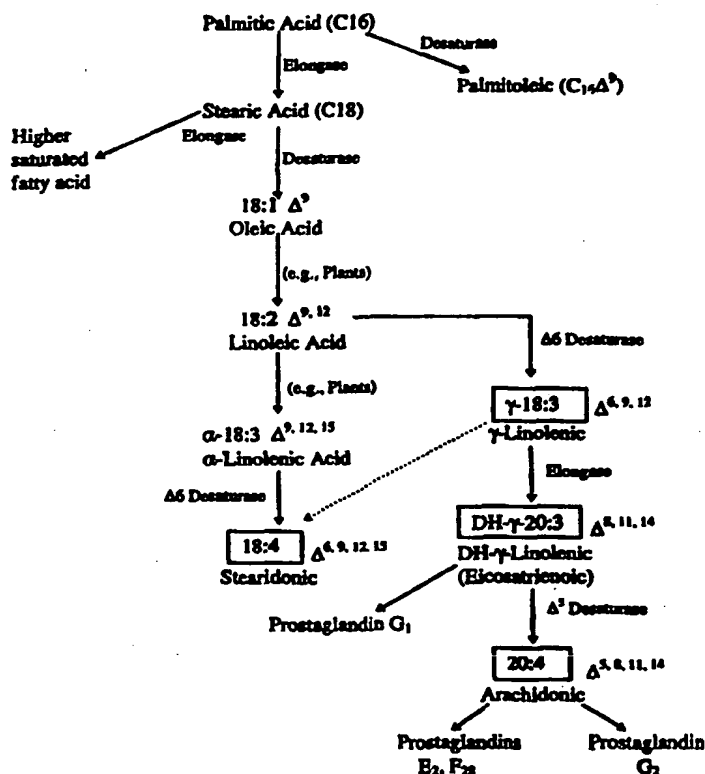 Palmitic Acid (C16)
Desaturase
Elongase
Palmitoleic (C₁₆Δ⁹)
Stearic Acid (C18)
Higher
saturated
fatty acid
Elongase
Desaturase
18:1 Δ⁹
Oleic Acid
(e.g., Plants)
18:2 Δ⁹, ¹²
Linoleic Acid
Δ6 Desaturase
(e.g., Plants)
γ-18:3 Δ⁶, ⁹, ¹²
γ-Linolenic
α-18:3 Δ⁹, ¹², ¹⁵
α-Linolenic Acid
Elongase
Δ6 Desaturase
DH-γ-20:3 Δ⁸, ¹¹, ¹⁴
DH-γ-Linolenic
(Eicosatrienoic)
18:4 Δ⁶, ⁹, ¹², ¹⁵
Stearidonic
Δ⁵ Desaturase
Prostaglandin G₁
20:4 Δ⁵, ⁸, ¹¹, ¹⁴
Arachidonic
Prostaglandins
E₂,
Prostaglandin
G₂